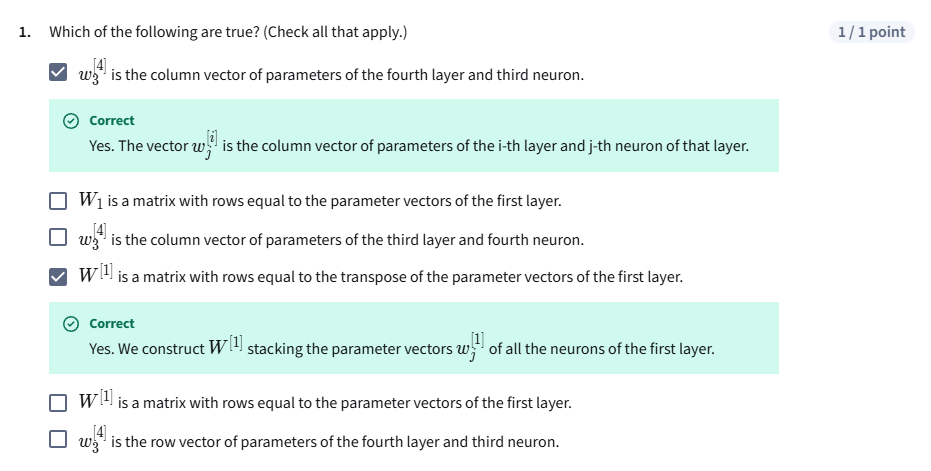 1. Which of the following are true? (Check all that apply.) 1 / 1 point
w₃^[4] is the column vector of parameters of the fourth layer and third neuron.
Correct
Yes. The vector w_j^[i] is the column vector of parameters of the i-th layer and j-th neuron of that layer.
W₁ is a matrix with rows equal to the parameter vectors of the first layer.
w₃^[4] is the column vector of parameters of the third layer and fourth neuron.
W^[1] is a matrix with rows equal to the transpose of the parameter vectors of the first layer.
Correct
Yes. We construct W^[1] stacking the parameter vectors w_j^[1] of all the neurons of the first layer.
W^[1] is a matrix with rows equal to the parameter vectors of the first layer.
w₃^[4] is the row vector of parameters of the fourth layer and third neuron.